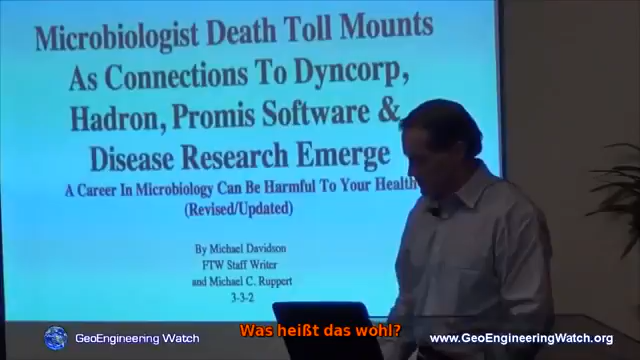 Microbiologist Death Toll Mounts
As Connections To Dyncorp,
Hadron, Promis Software &
Disease Research Emerge
A Career In Microbiology Can Be Harmful To Your Health
(Revised/Updated)
By Michael Davidson
FTW Staff Writer
and Michael C. Ruppert
3-3-2
Was heißt das wohl?
GeoEngineering Watch
www.GeoEngineeringWatch.org